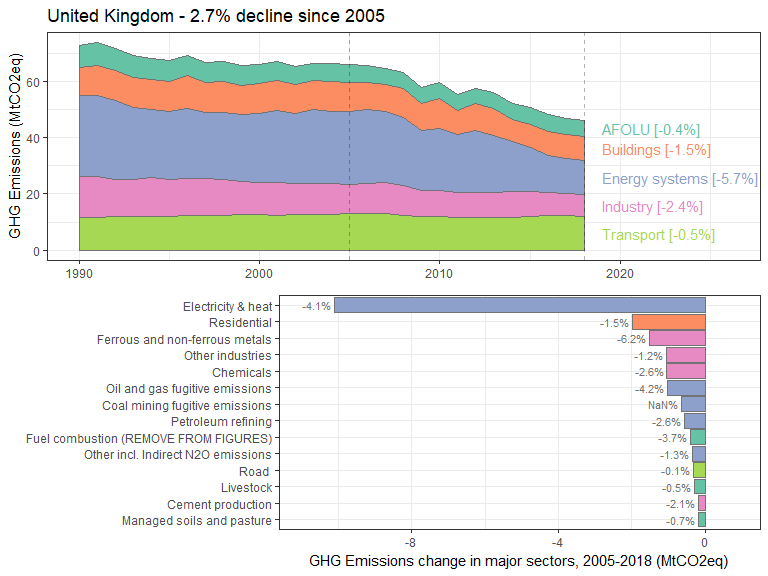 United Kingdom - 2.7% decline since 2005
GHG Emissions (MtCO2eq)
60
40
20
0
AFOLU [-0.4%]
Buildings [-1.5%]
Energy systems [-5.7%]
Industry [-2.4%]
Transport [-0.5%]
1990 2000 2010 2020
Electricity & heat -4.1%
Residential -1.5%
Ferrous and non-ferrous metals -6.2%
Other industries -1.2%
Chemicals -2.6%
Oil and gas fugitive emissions -4.2%
Coal mining fugitive emissions NaN%
Petroleum refining -2.6%
Fuel combustion (REMOVE FROM FIGURES) -3.7%
Other incl. Indirect N2O emissions -1.3%
Road -0.1%
Livestock -0.5%
Cement production -2.1%
Managed soils and pasture -0.7%
-8 -4 0
GHG Emissions change in major sectors, 2005-2018 (MtCO2eq)